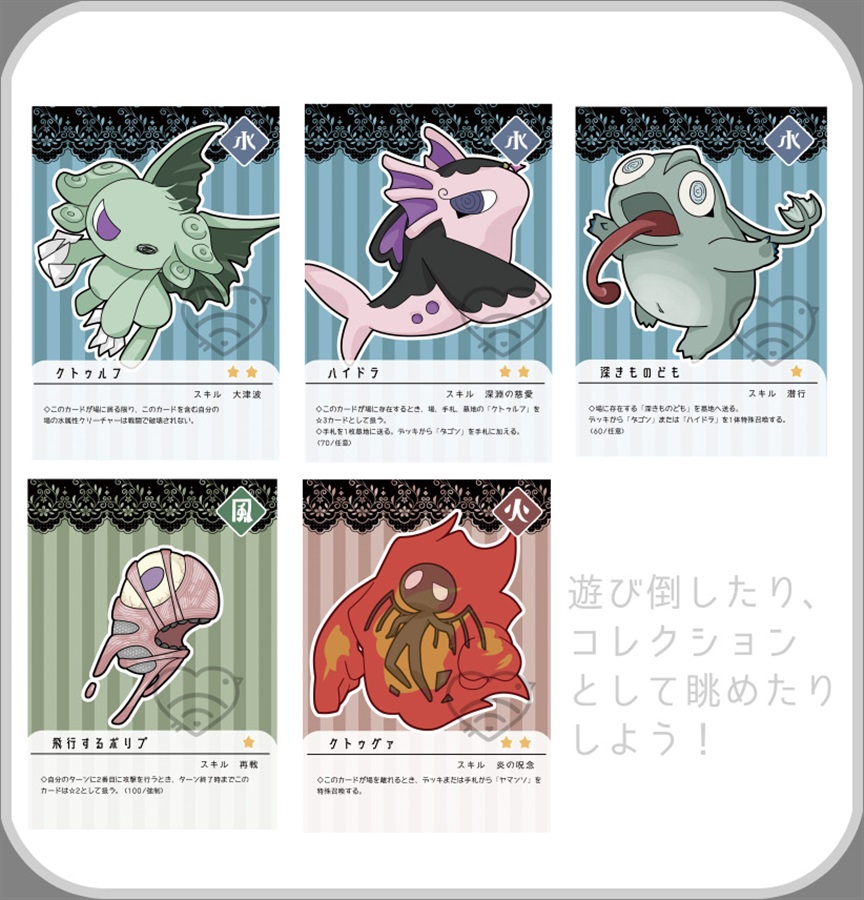 水
クトゥルフ ★★
スキル 大津波
◇このカードが場に居る限り、このカードを含む自分の
場の水属性クリーチャーは戦闘で破壊されない。
水
ハイドラ ★★
スキル 深淵の慈愛
◇このカードが場に存在するとき、場、手札、墓地の「クトゥルフ」を
☆3カードとして扱う。
◇手札を1枚墓地に送る。デッキから「ダゴン」を手札に加える。
(70/任意)
水
深きものども ★
スキル 潜行
◇場に存在する「深きものども」を墓地へ送る。
デッキから「ダゴン」または「ハイドラ」を1体特殊召喚する。
(60/任意)
風
飛行するポリプ ★
スキル 再戦
◇自分のターンに2番目に攻撃を行うとき、ターン終了時までこの
カードは☆2として扱う。(100/強制)
火
クトゥグァ ★★
スキル 炎の呪念
◇このカードが場を離れるとき、デッキまたは手札から「ヤマンソ」を
特殊召喚する。
遊び倒したり、
コレクション
として眺めたり
しよう！